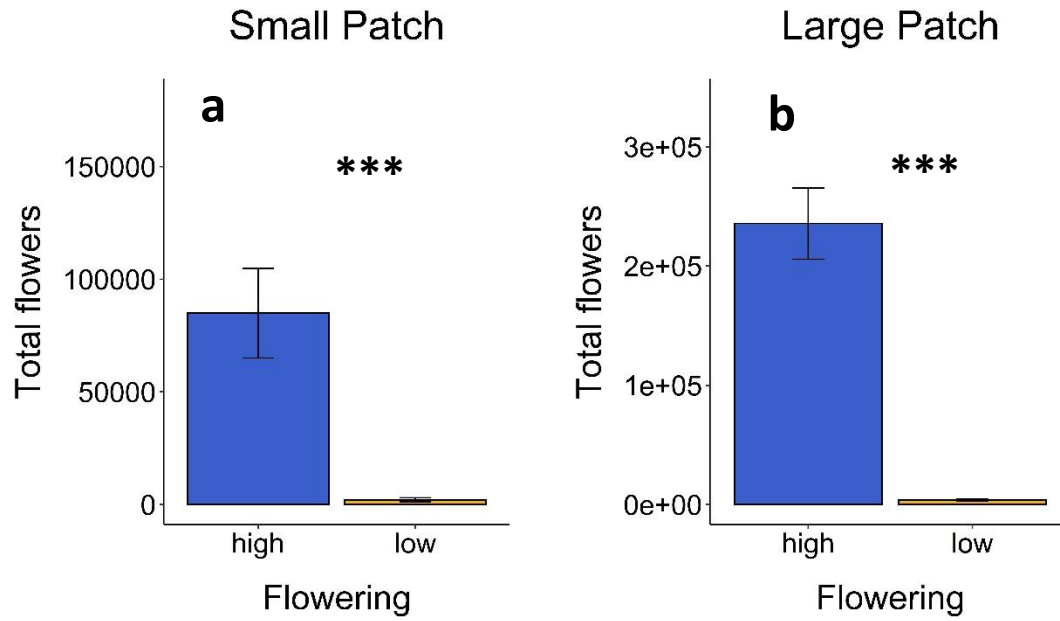 Small Patch
a
***
150000
100000
50000
0
Total flowers
high low
Flowering
Large Patch
b
***
3e+05
2e+05
1e+05
0e+00
Total flowers
high low
Flowering